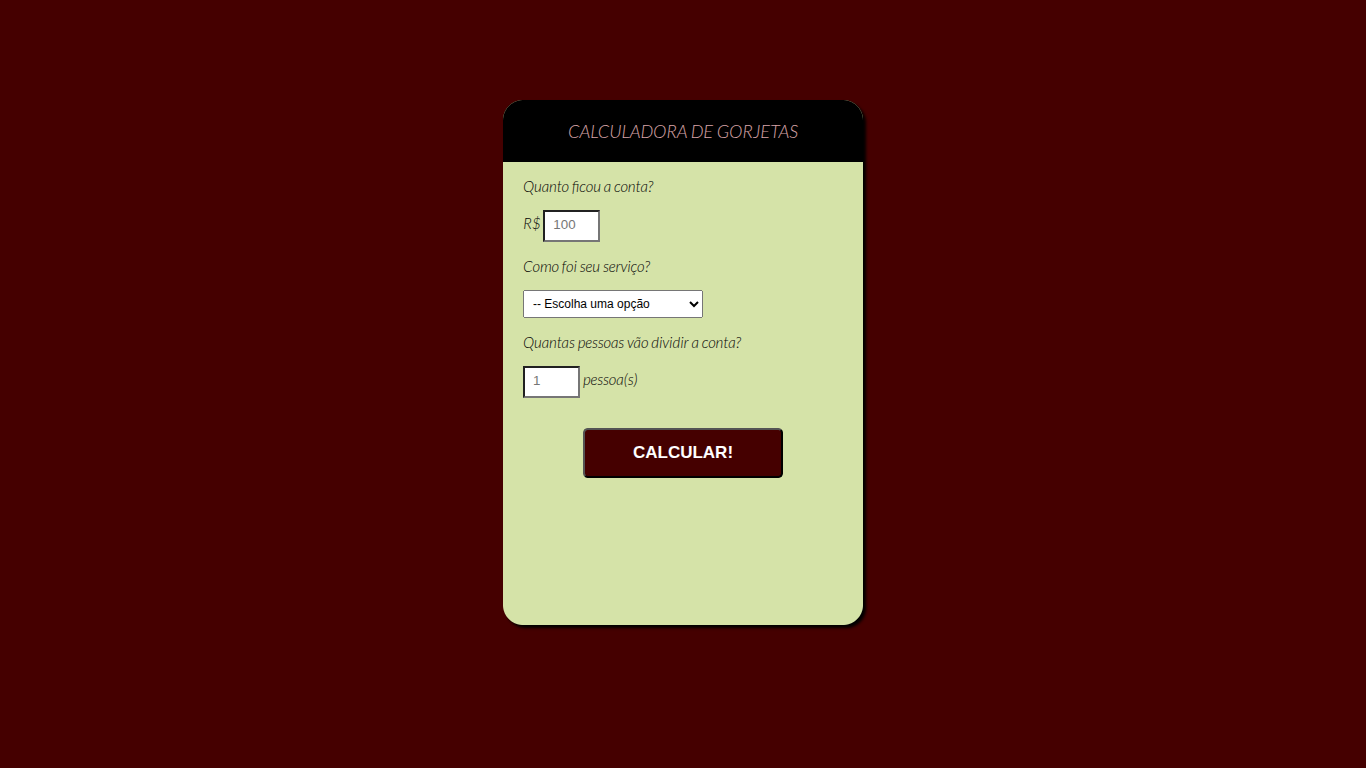 CALCULADORA DE GORJETAS
Quanto ficou a conta?
R$ 100
Como foi seu serviço?
-- Escolha uma opção
Quantas pessoas vão dividir a conta?
1 pessoa(s)
CALCULAR!